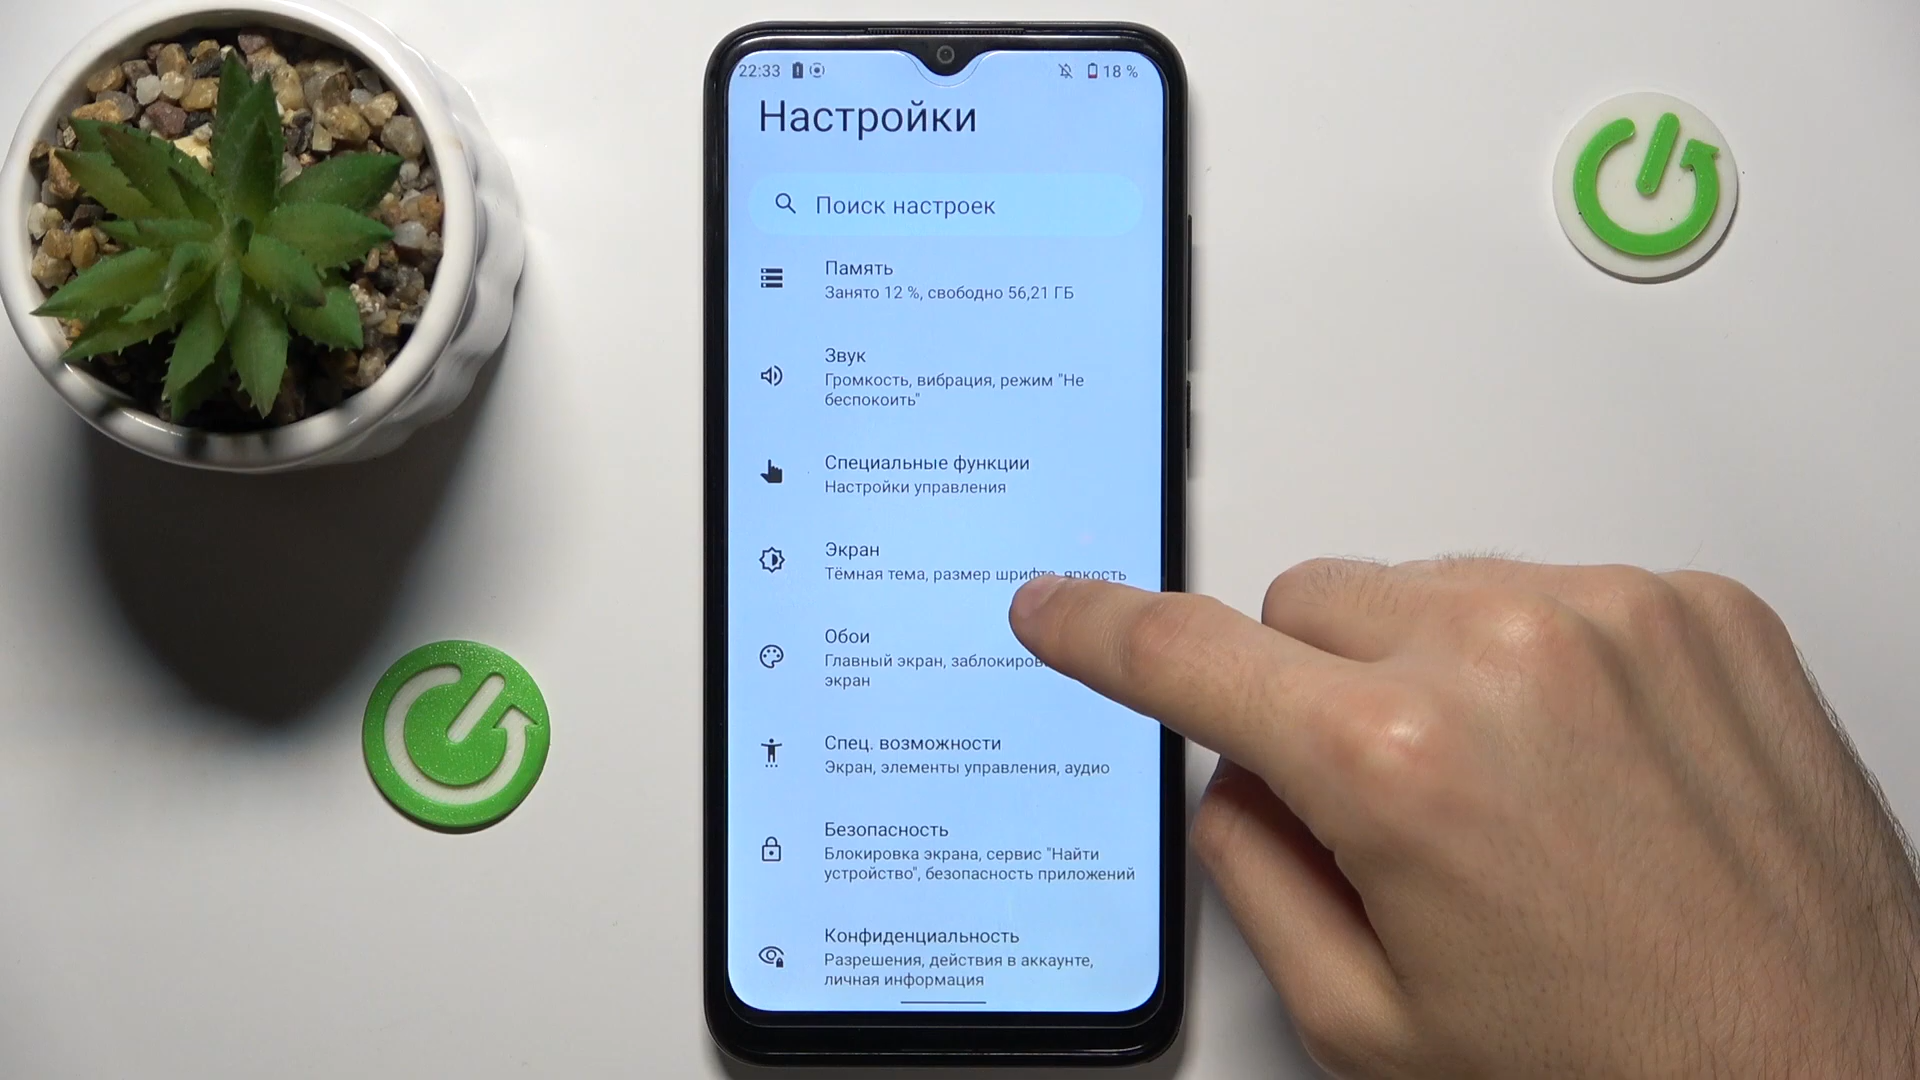 22:33
18 %
Настройки
Поиск настроек
Память
Занято 12 %, свободно 56,21 ГБ
Звук
Громкость, вибрация, режим "Не
беспокоить"
Специальные функции
Настройки управления
Экран
Тёмная тема, размер шрифта, яркость
Обои
Главный экран, заблокиров
экран
Спец. возможности
Экран, элементы управления, аудио
Безопасность
Блокировка экрана, сервис "Найти
устройство", безопасность приложений
Конфиденциальность
Разрешения, действия в аккаунте,
личная информация